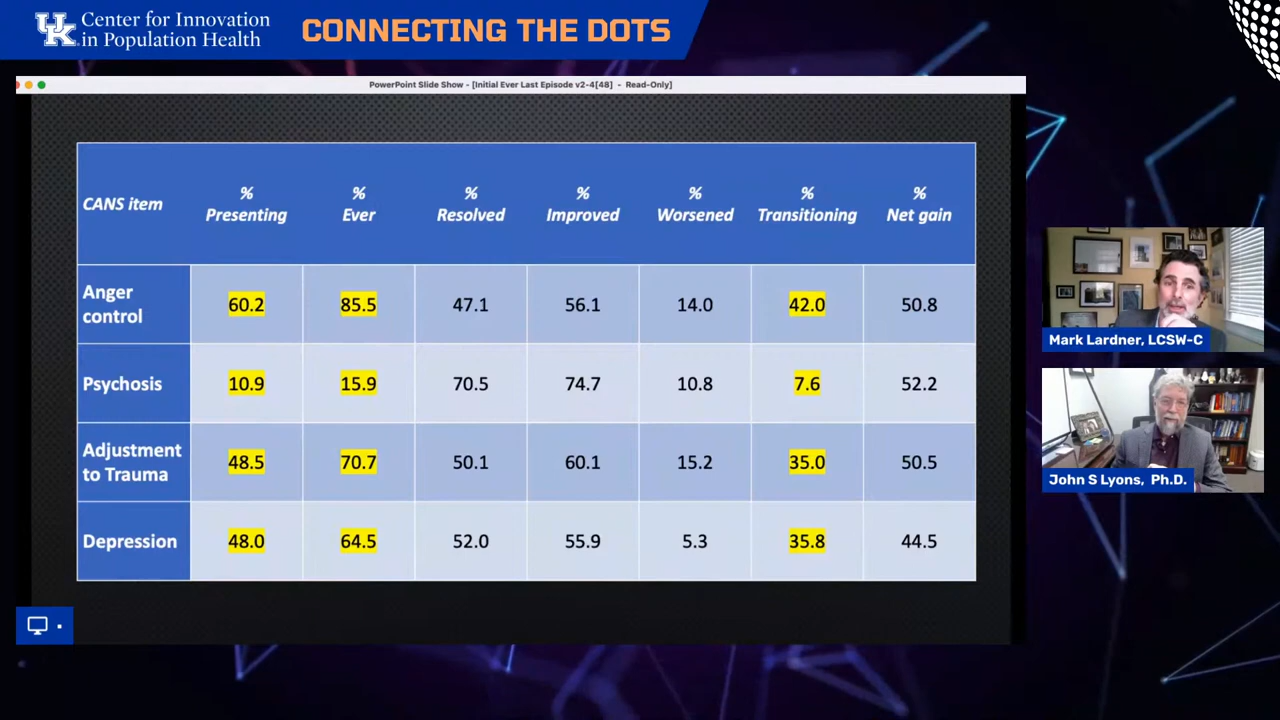 UK
Center for Innovation
in Population Health
CONNECTING THE DOTS
PowerPoint Slide Show - [Initial Ever Last Episode v2-4[48] - Read-Only]
CANS item
%
Presenting
%
Ever
%
Resolved
%
Improved
%
Worsened
%
Transitioning
%
Net gain
Anger
control
60.2 85.5 47.1 56.1 14.0 42.0 50.8
Psychosis 10.9 15.9 70.5 74.7 10.8 7.6 52.2
Adjustment
to Trauma
48.5 70.7 50.1 60.1 15.2 35.0 50.5
Depression 48.0 64.5 52.0 55.9 5.3 35.8 44.5
Mark Lardner, LCSW-C
John S Lyons, Ph.D.